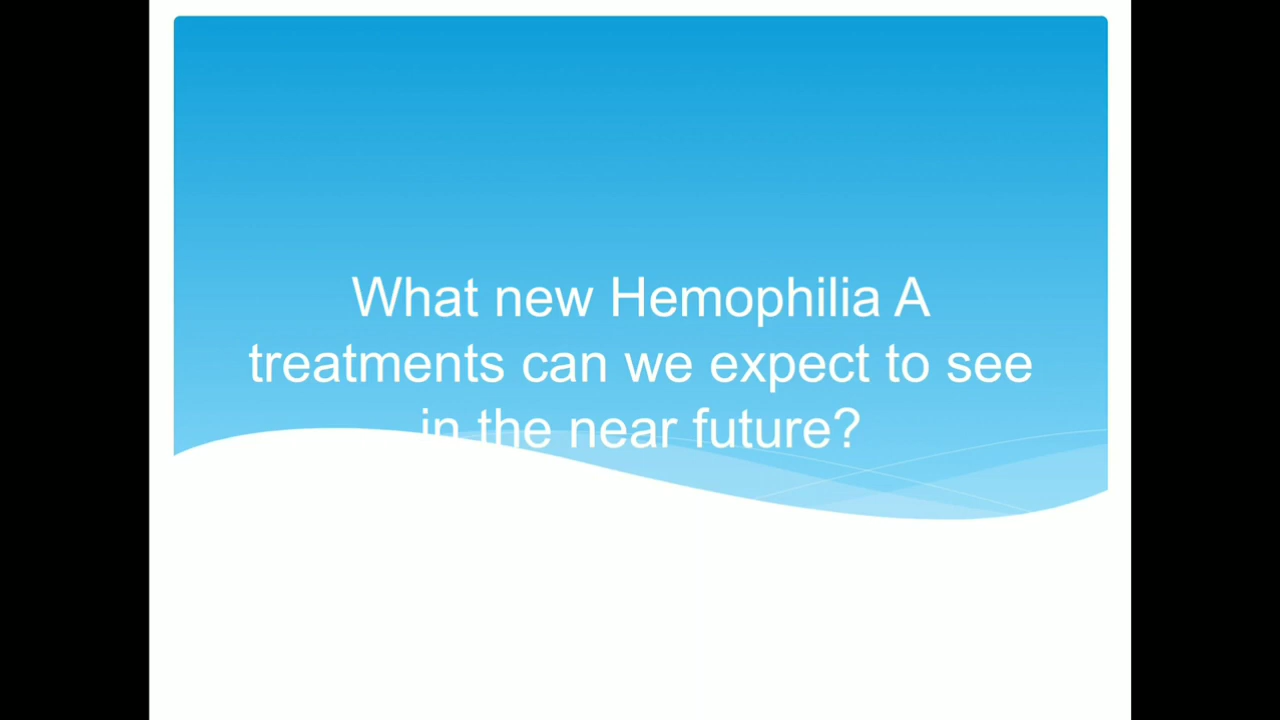 What new Hemophilia A
treatments can we expect to see
in the near future?